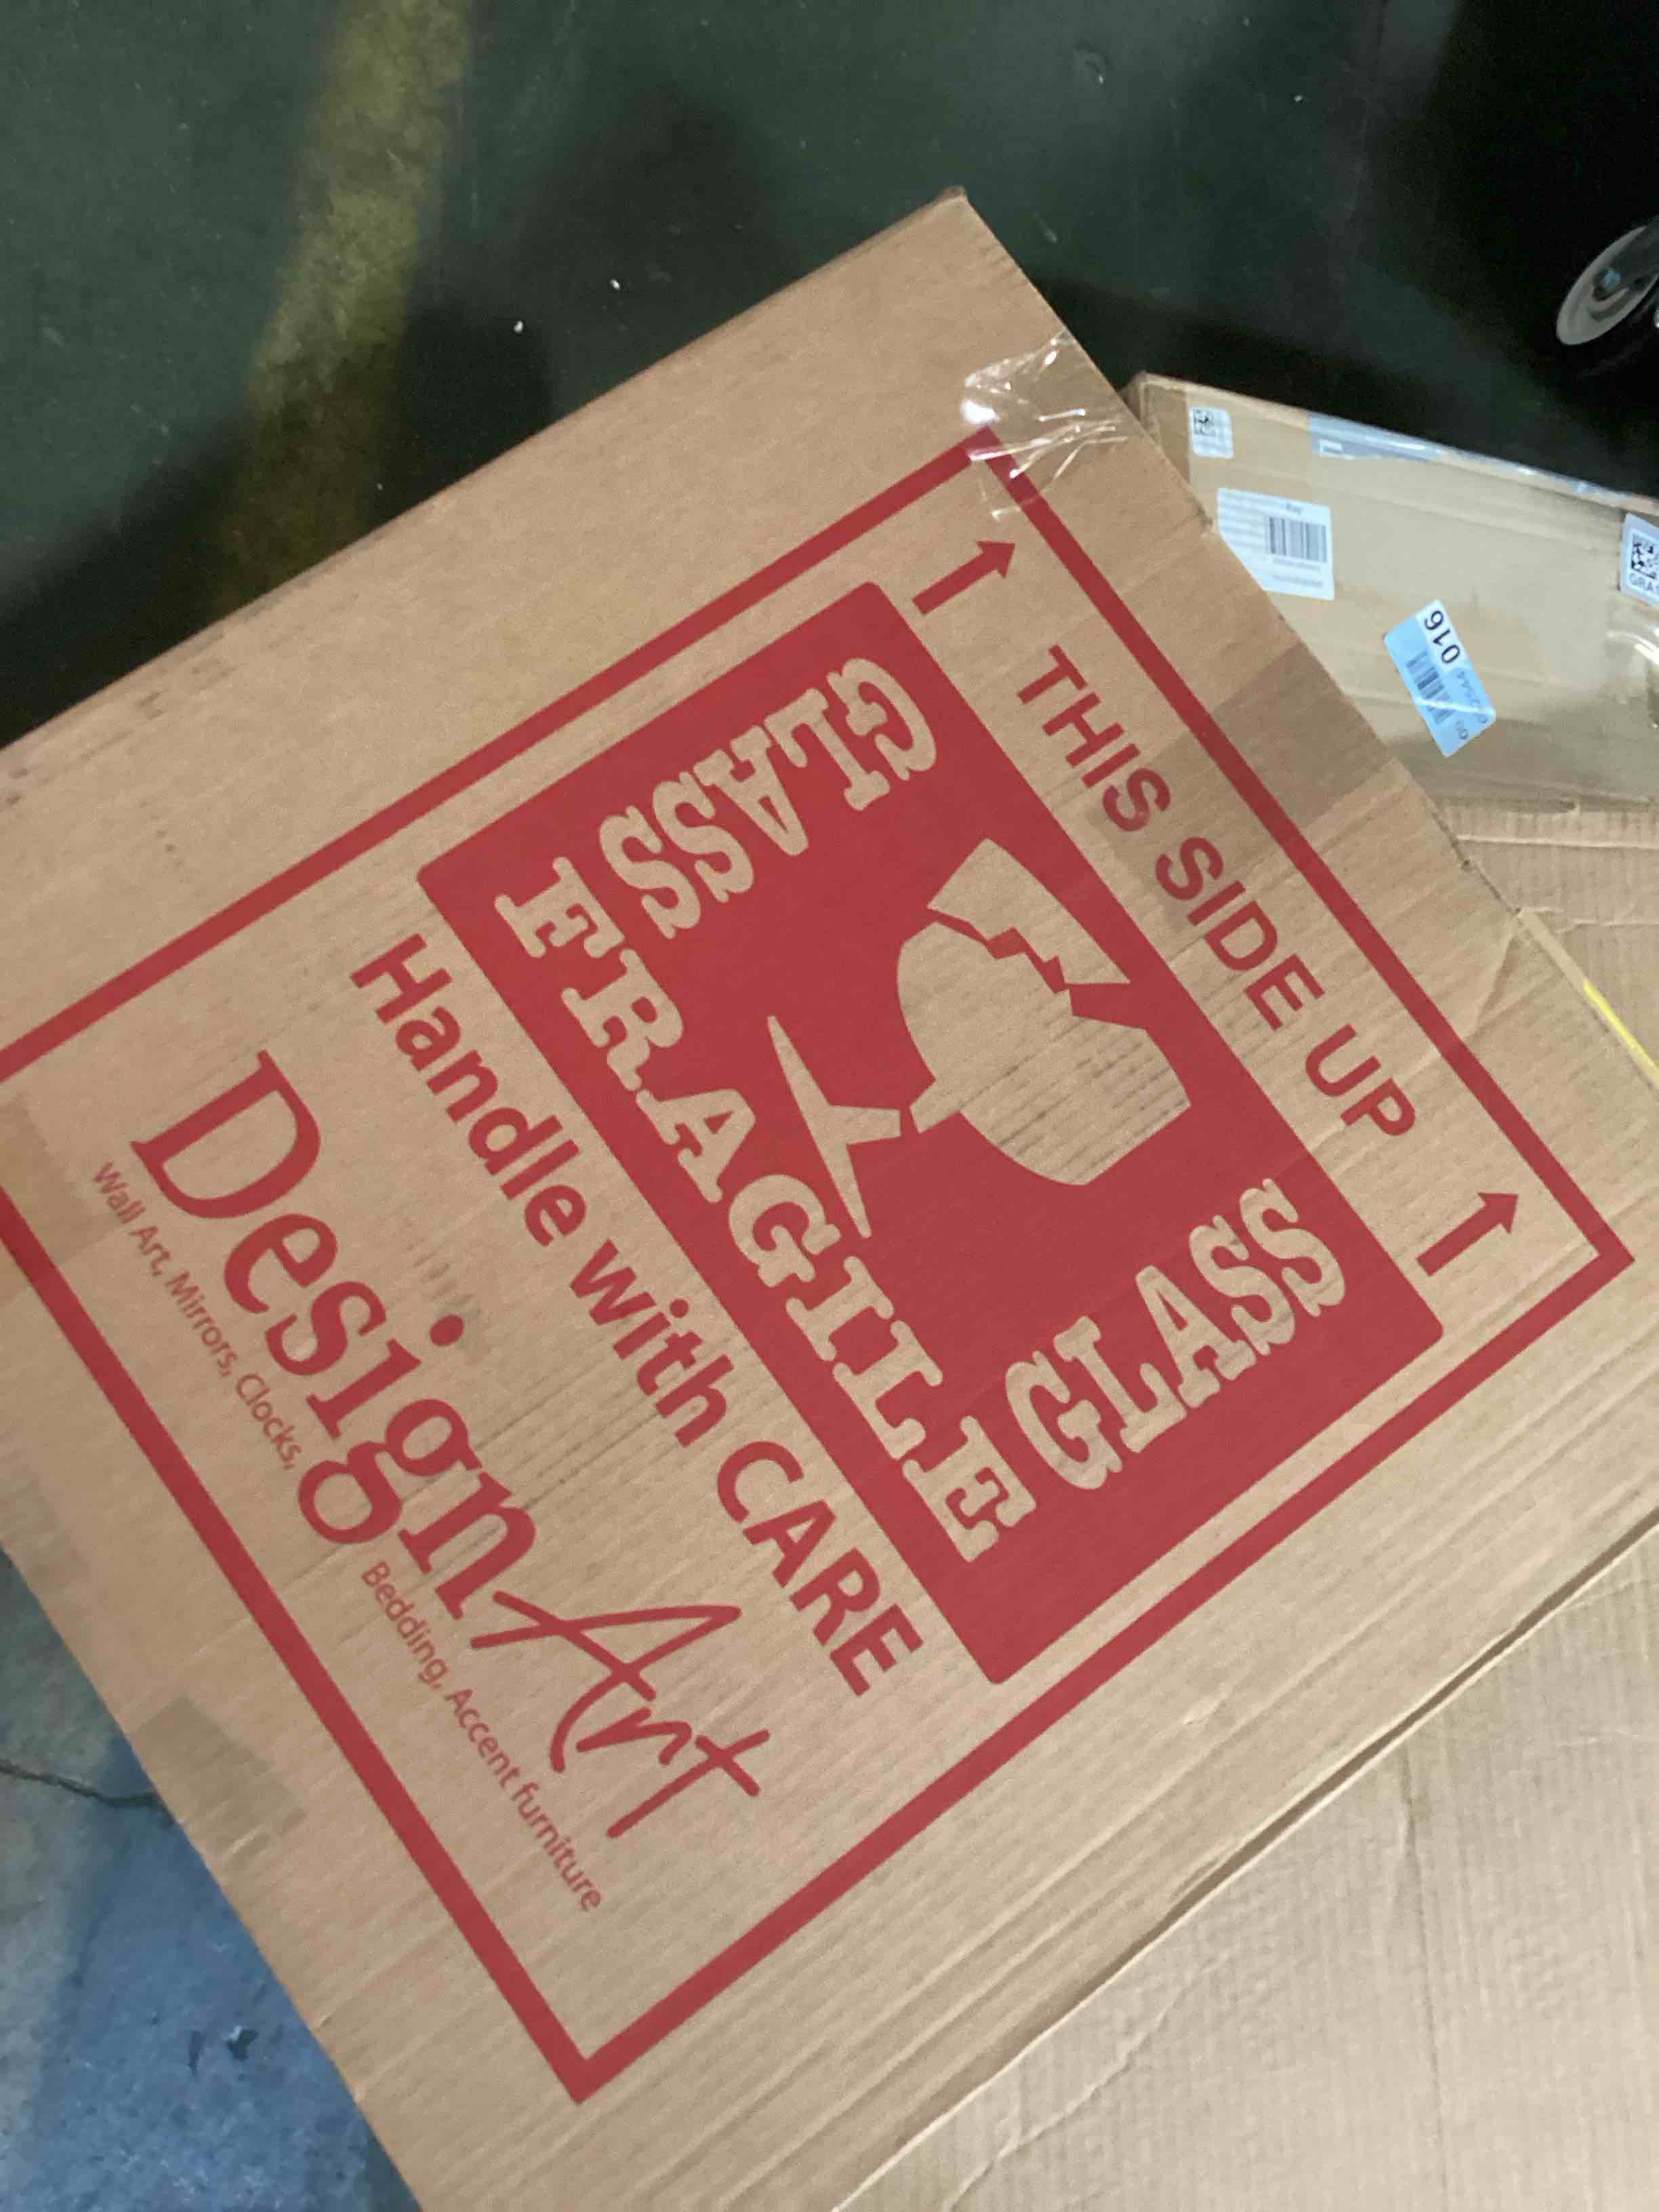 THIS SIDE UP
GLASS
GLASS
FRAGILE
Handle with CARE
DesignArt
Wall Art, Mirrors, Clocks,
Bedding, Accent furniture
016